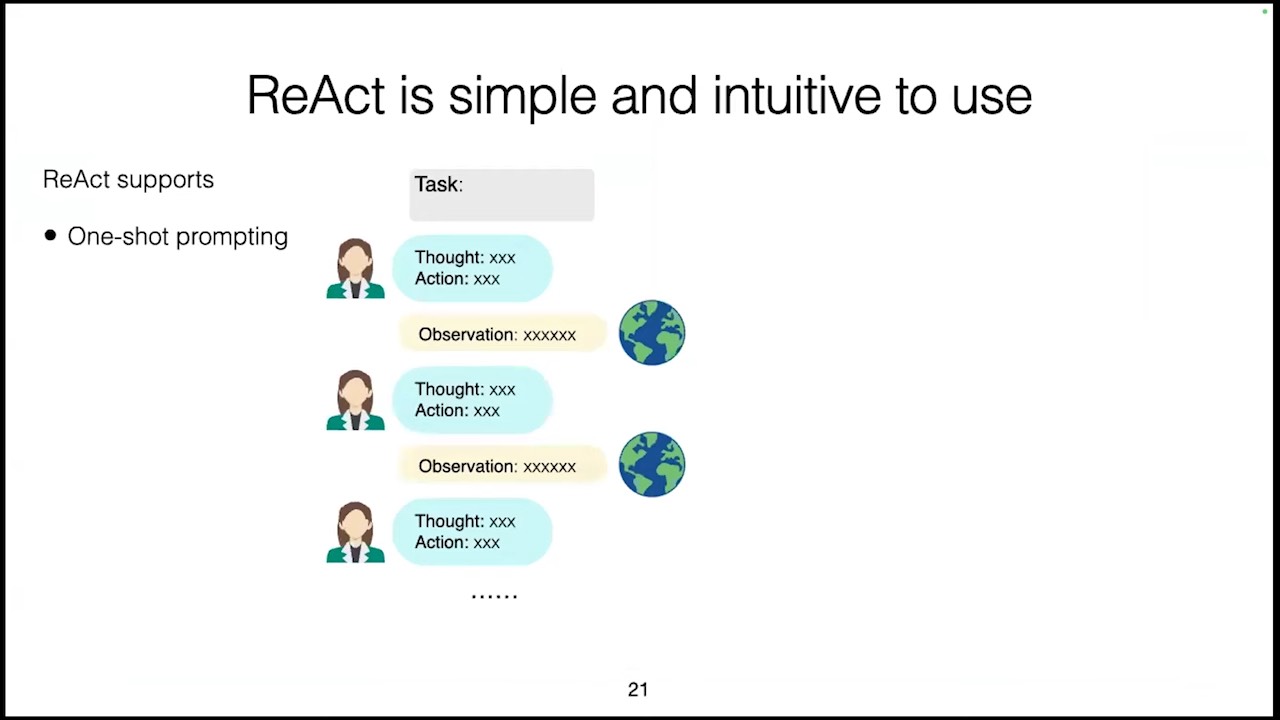 ReAct is simple and intuitive to use
ReAct supports
● One-shot prompting
Task:
Thought: xxx
Action: xxx
Observation: xxxxxx
Thought: xxx
Action: xxx
Observation: xxxxxx
Thought: xxx
Action: xxx
......
21